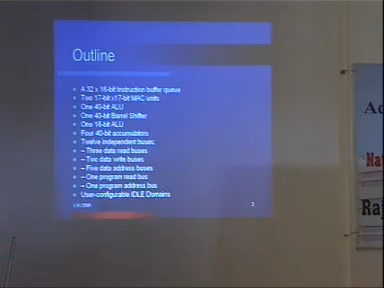 Outline
A 32 x 16-bit Instruction buffer queue
Two 17-bit x17-bit MAC units
One 40-bit ALU
One 40-bit Barrel Shifter
One 16-bit ALU
Four 40-bit accumulators
Twelve independent buses:
– Three data read buses
– Two data write buses
– Five data address buses
– One program read bus
– One program address bus
User-configurable IDLE Domains
2